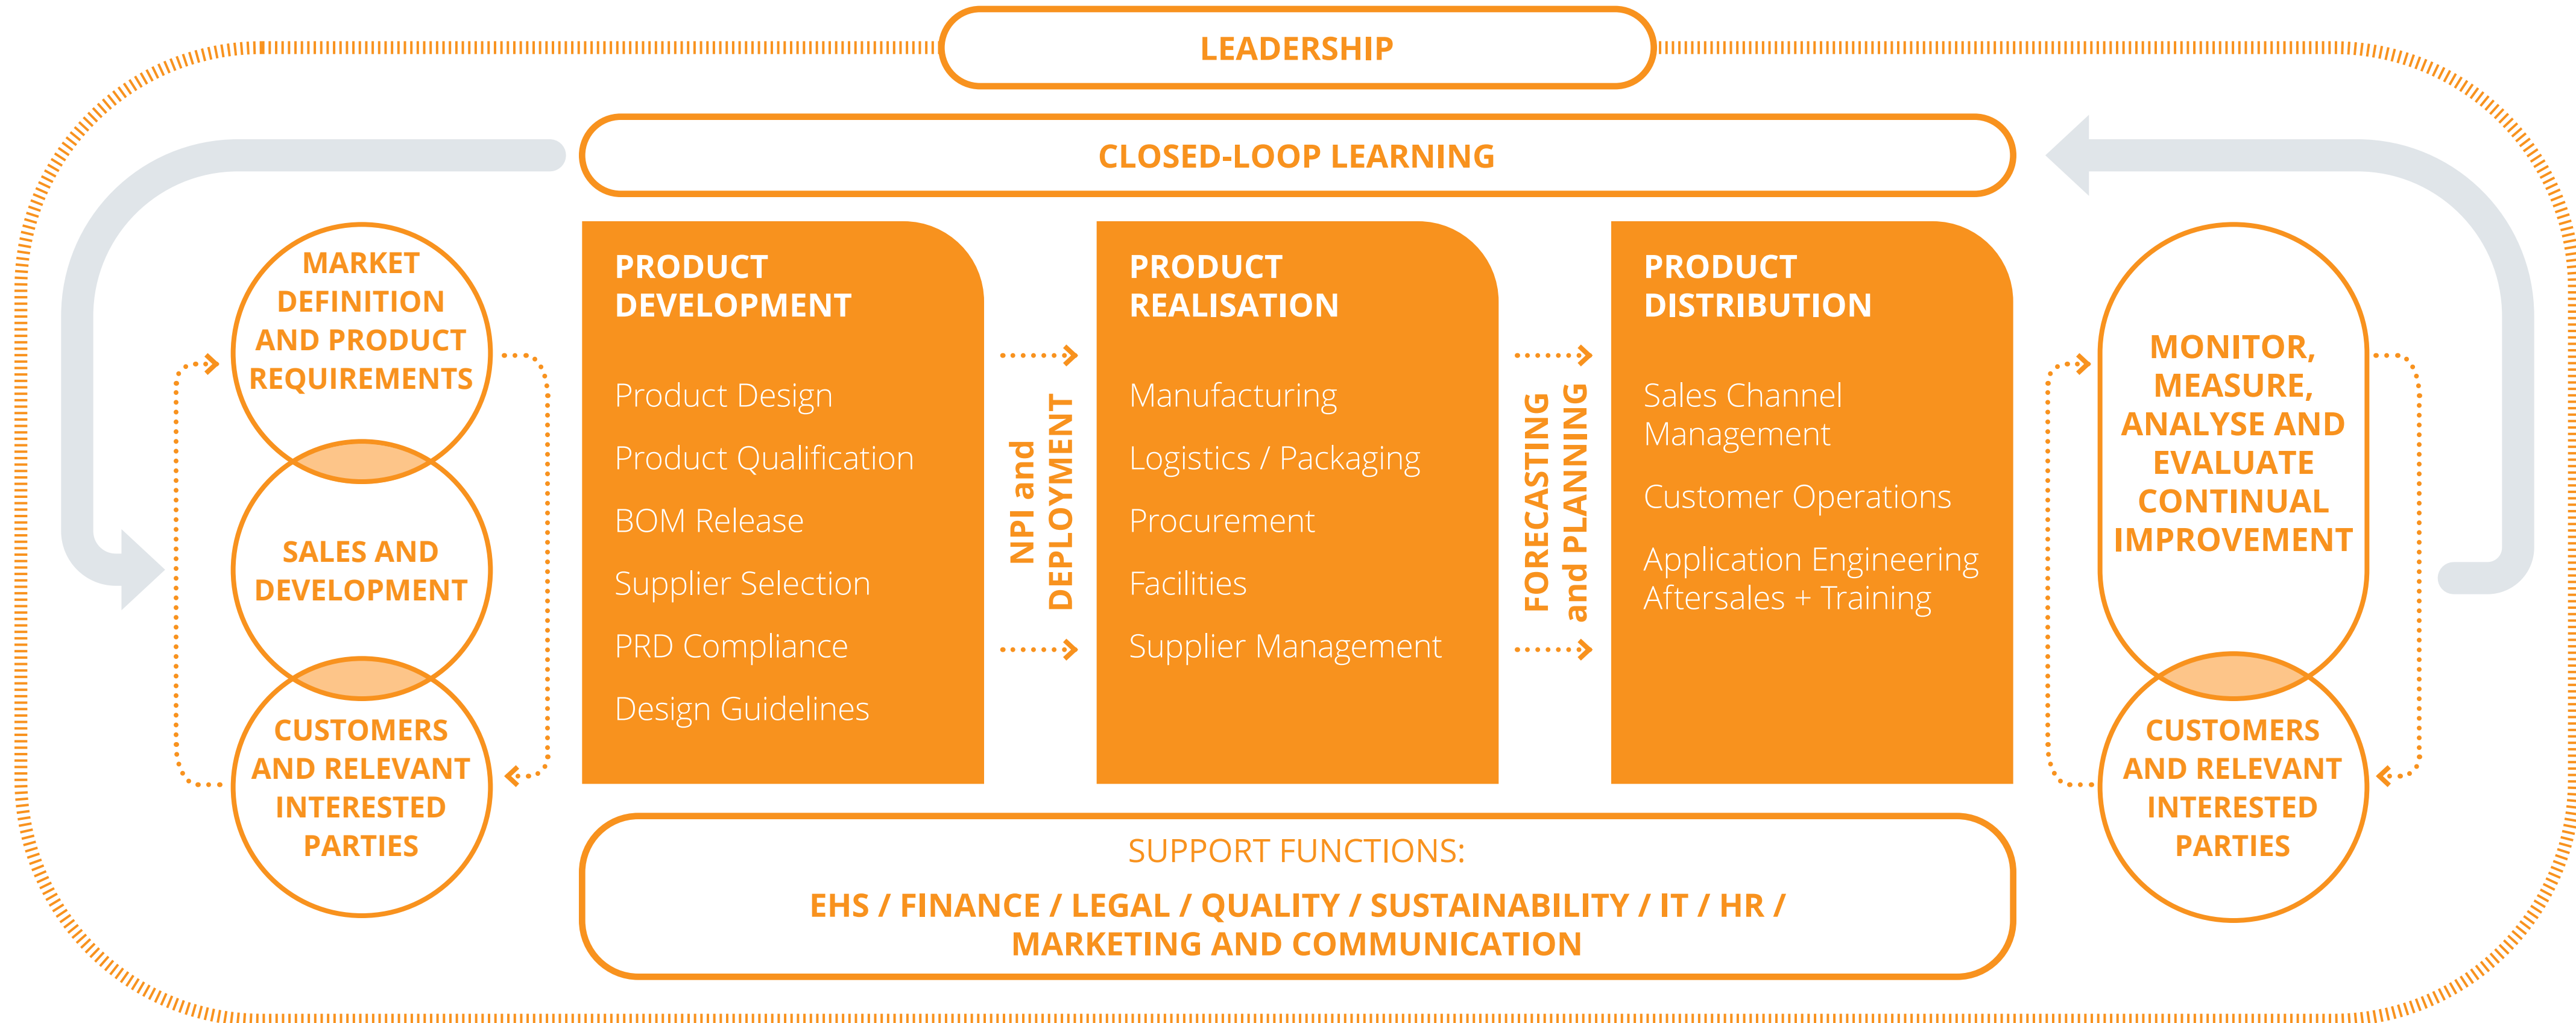 LEADERSHIP
CLOSED-LOOP LEARNING
MARKET
DEFINITION
AND PRODUCT
REQUIREMENTS
SALES AND
DEVELOPMENT
CUSTOMERS
AND RELEVANT
INTERESTED
PARTIES
PRODUCT
DEVELOPMENT
Product Design
Product Qualification
BOM Release
Supplier Selection
PRD Compliance
Design Guidelines
NPI and
DEPLOYMENT
PRODUCT
REALISATION
Manufacturing
Logistics / Packaging
Procurement
Facilities
Supplier Management
FORECASTING
and PLANNING
PRODUCT
DISTRIBUTION
Sales Channel
Management
Customer Operations
Application Engineering
Aftersales + Training
MONITOR,
MEASURE,
ANALYSE AND
EVALUATE
CONTINUAL
IMPROVEMENT
CUSTOMERS
AND RELEVANT
INTERESTED
PARTIES
SUPPORT FUNCTIONS:
EHS / FINANCE / LEGAL / QUALITY / SUSTAINABILITY / IT / HR /
MARKETING AND COMMUNICATION